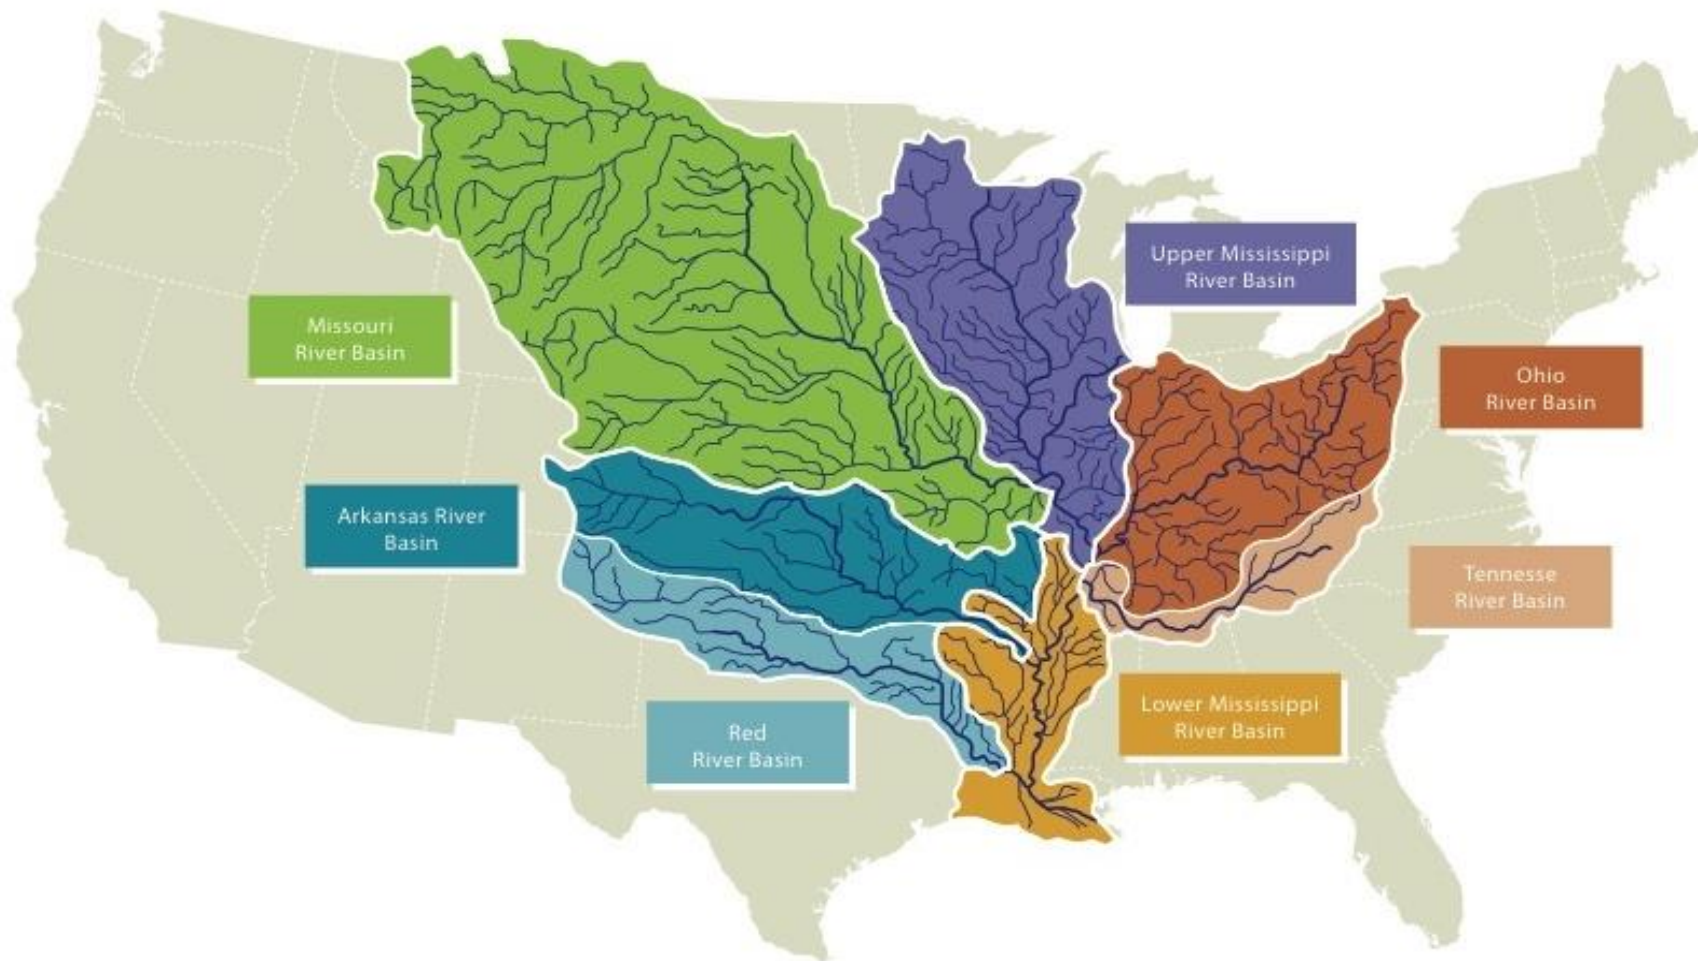 Upper Mississippi
River Basin
Missouri
River Basin
Ohio
River Basin
Arkansas River
Basin
Tennesse
River Basin
Lower Mississippi
River Basin
Red
River Basin